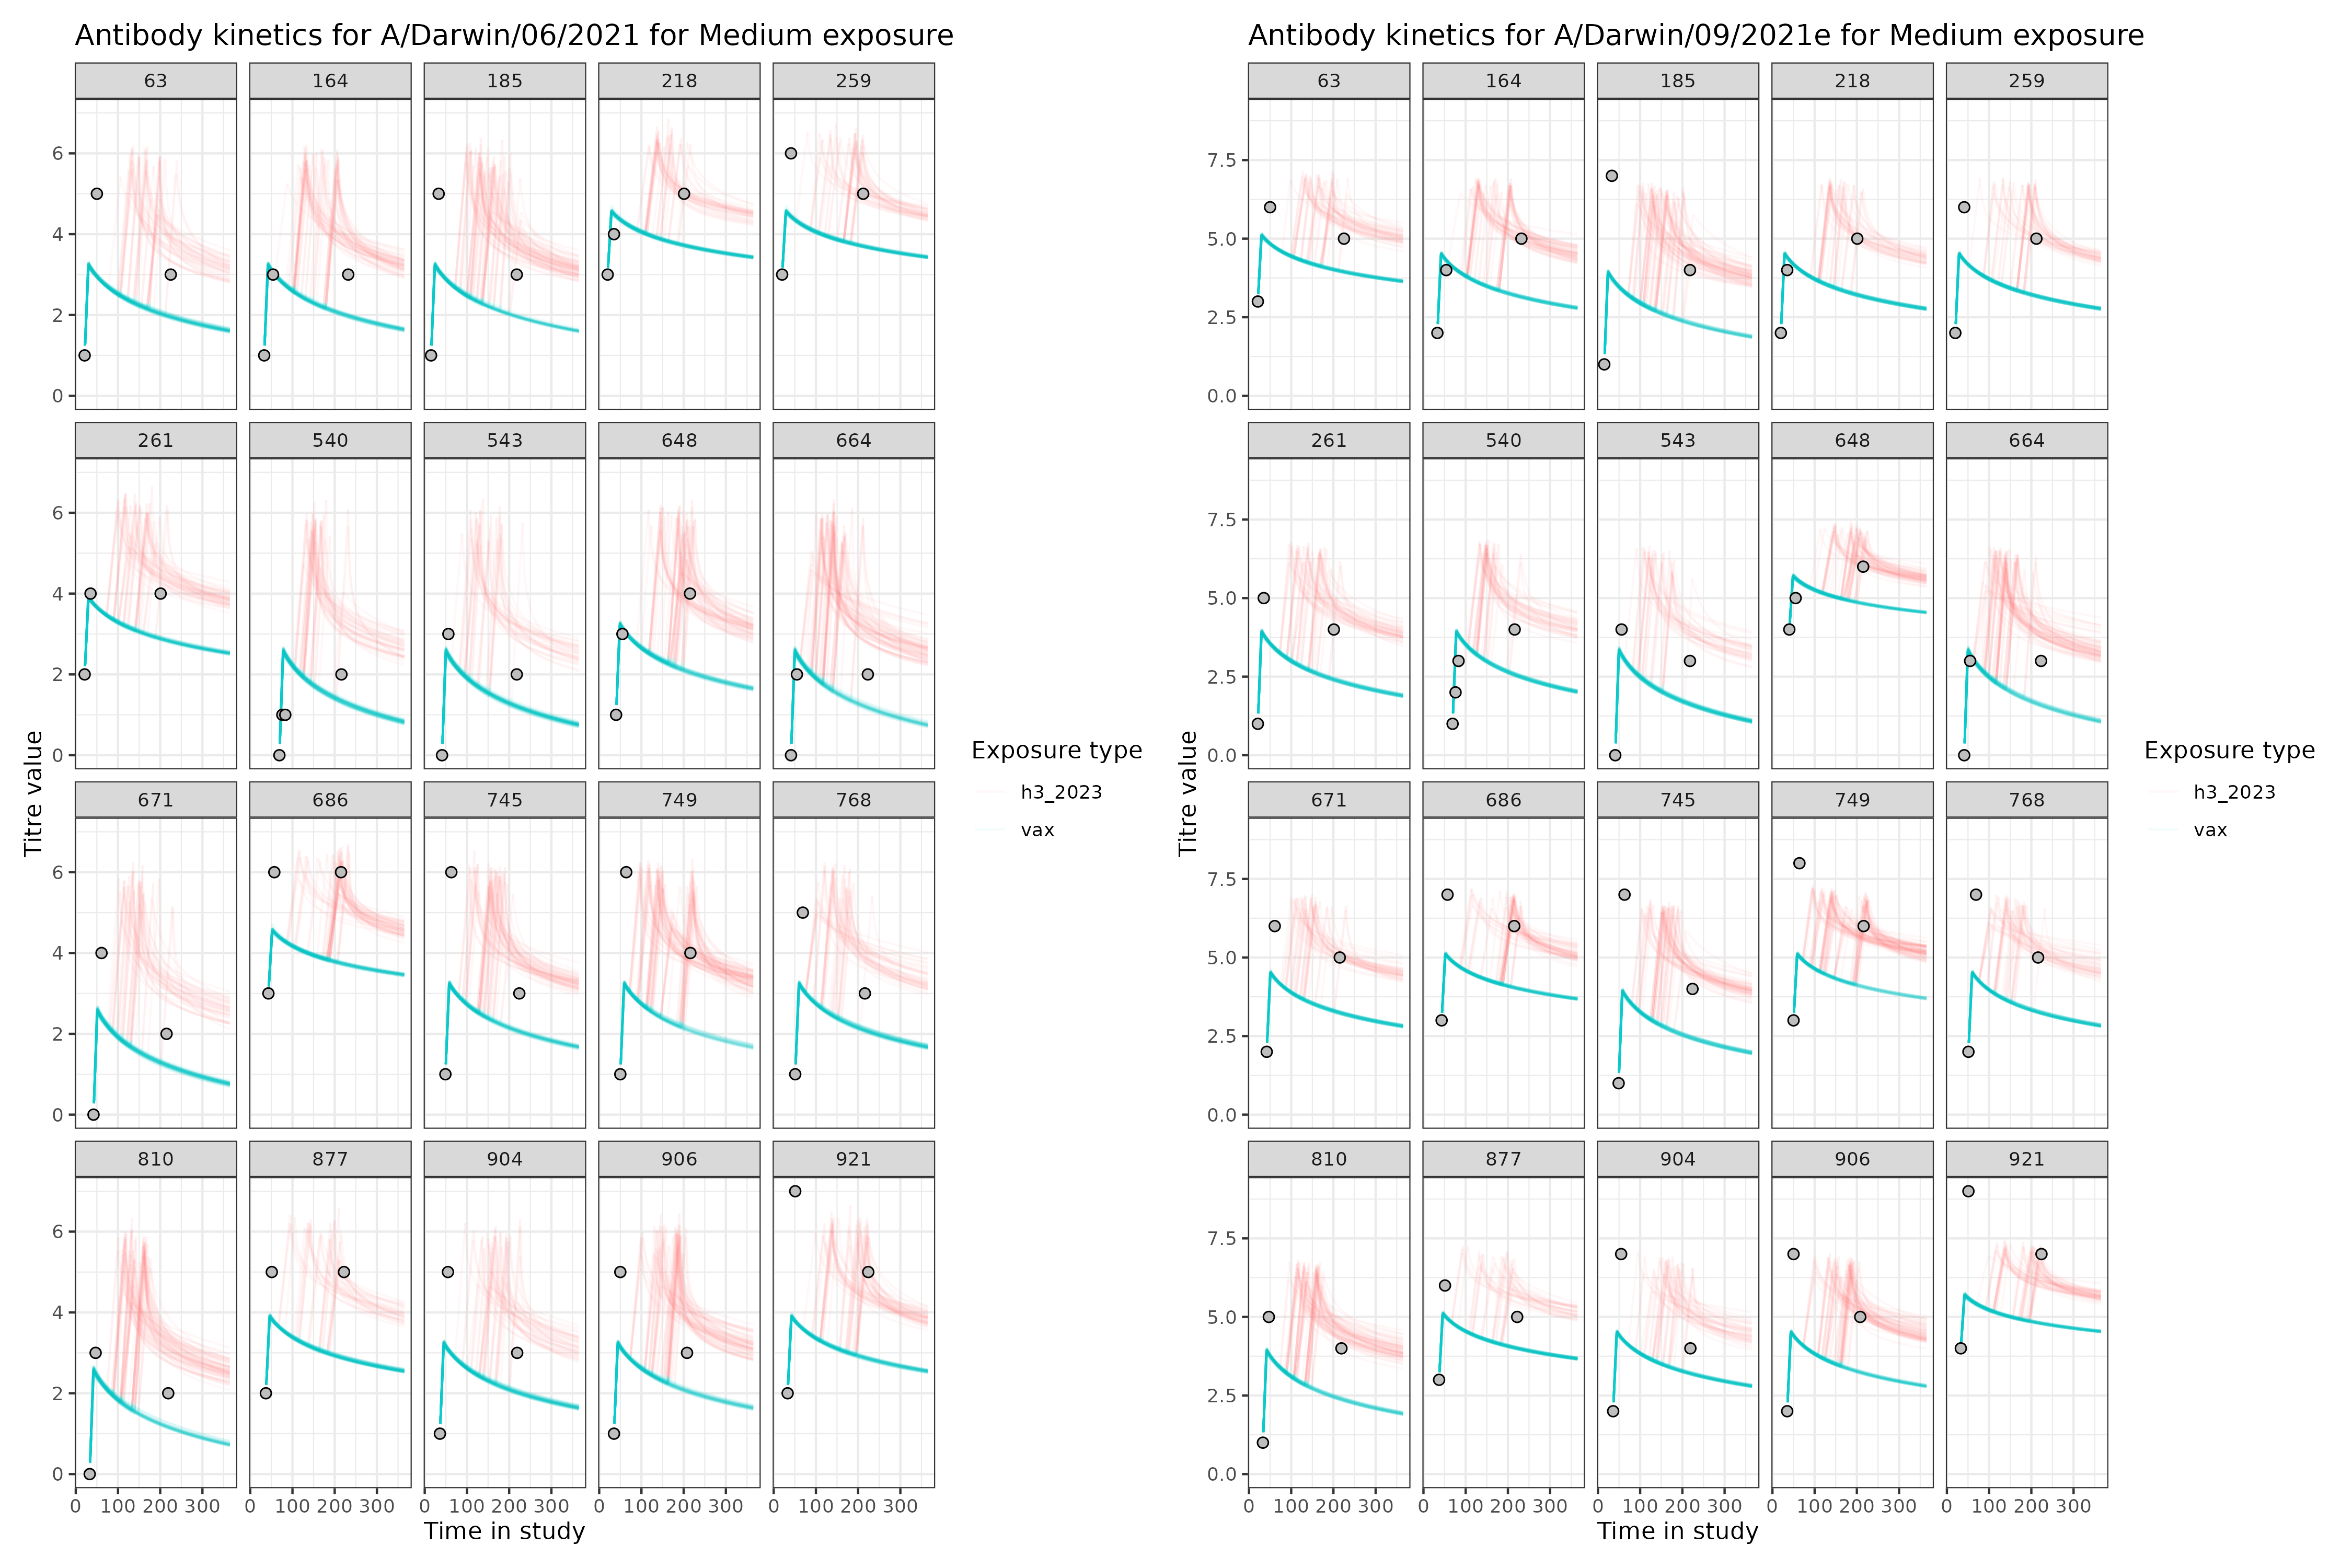 Antibody kinetics for A/Darwin/06/2021 for Medium exposure
63 164 185 218 259
6
4
2
0
261 540 543 648 664
6
4
2
0
671 686 745 749 768
6
4
2
0
810 877 904 906 921
6
4
2
0
0 100 200 300 0 100 200 300 0 100 200 300 0 100 200 300 0 100 200 300
Time in study
Titre value
Exposure type
h3_2023
vax
Antibody kinetics for A/Darwin/09/2021e for Medium exposure
63 164 185 218 259
7.5
5.0
2.5
0.0
261 540 543 648 664
7.5
5.0
2.5
0.0
671 686 745 749 768
7.5
5.0
2.5
0.0
810 877 904 906 921
7.5
5.0
2.5
0.0
0 100 200 300 0 100 200 300 0 100 200 300 0 100 200 300 0 100 200 300
Time in study
Titre value
Exposure type
h3_2023
vax